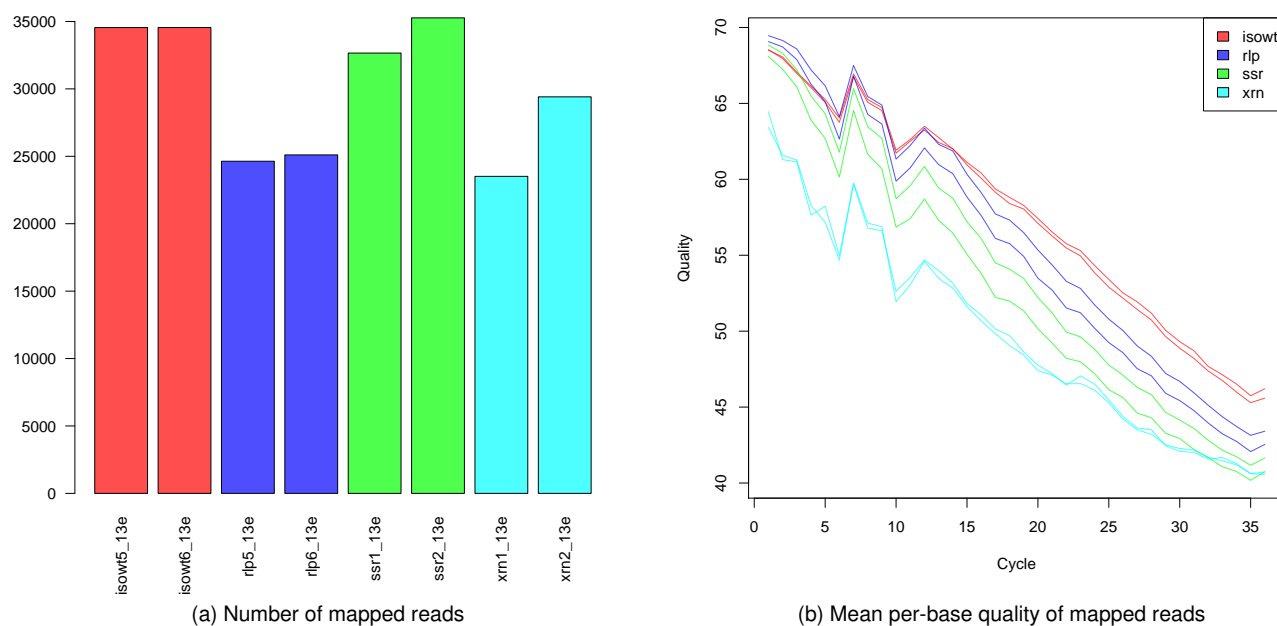 35000
30000
25000
20000
15000
10000
5000
0
isowt5_13e
isowt6_13e
rlp5_13e
rlp6_13e
ssr1_13e
ssr2_13e
xrn1_13e
xrn2_13e
(a) Number of mapped reads
70
65
60
55
50
45
40
Quality
0 5 10 15 20 25 30 35
Cycle
isowt
rlp
ssr
xrn
(b) Mean per-base quality of mapped reads